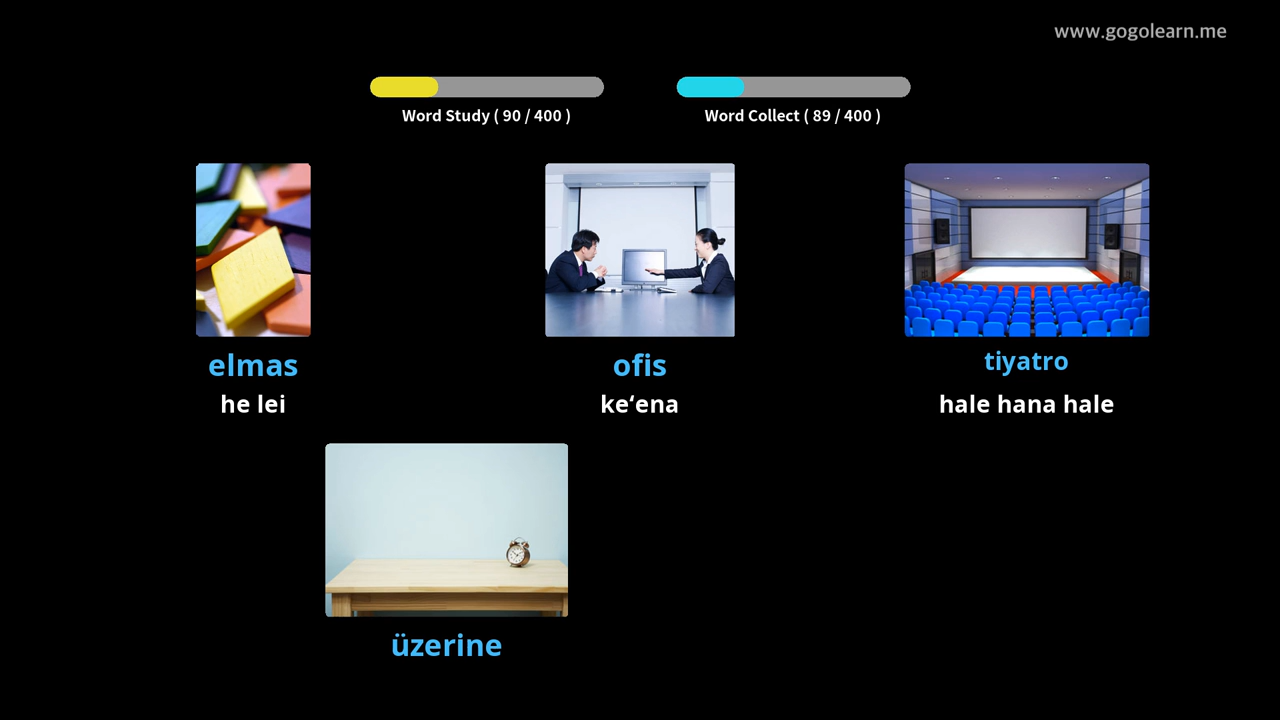 www.gogolearn.me
Word Study ( 90 / 400 )
Word Collect ( 89 / 400 )
elmas
he lei
ofis
keʻena
tiyatro
hale hana hale
üzerine